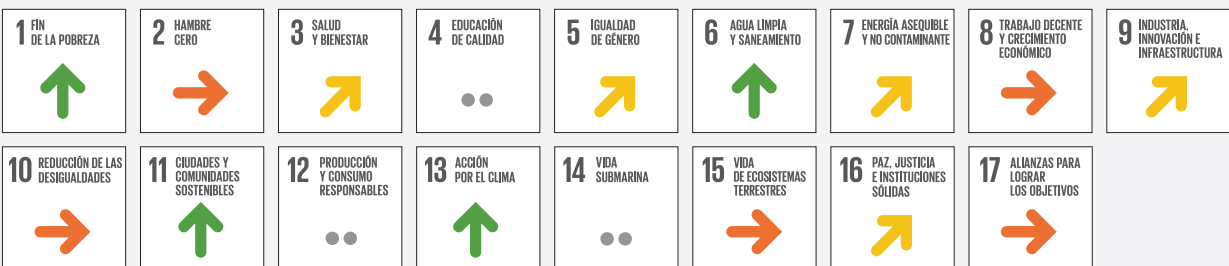 1 FIN
DE LA POBREZA
2 HAMBRE
CERO
3 SALUD
Y BIENESTAR
4 EDUCACIÓN
DE CALIDAD
5 IGUALDAD
DE GÉNERO
6 AGUA LIMPIA
Y SANEAMIENTO
7 ENERGÍA ASEQUIBLE
Y NO CONTAMINANTE
8 TRABAJO DECENTE
Y CRECIMIENTO
ECONÓMICO
9 INDUSTRIA,
INNOVACIÓN E
INFRAESTRUCTURA
10 REDUCCIÓN DE LAS
DESIGUALDADES
11 CIUDADES Y
COMUNIDADES
SOSTENIBLES
12 PRODUCCIÓN
Y CONSUMO
RESPONSABLES
13 ACCIÓN
POR EL CLIMA
14 VIDA
SUBMARINA
15 VIDA
DE ECOSISTEMAS
TERRESTRES
16 PAZ, JUSTICIA
E INSTITUCIONES
SÓLIDAS
17 ALIANZAS PARA
LOGRAR
LOS OBJETIVOS